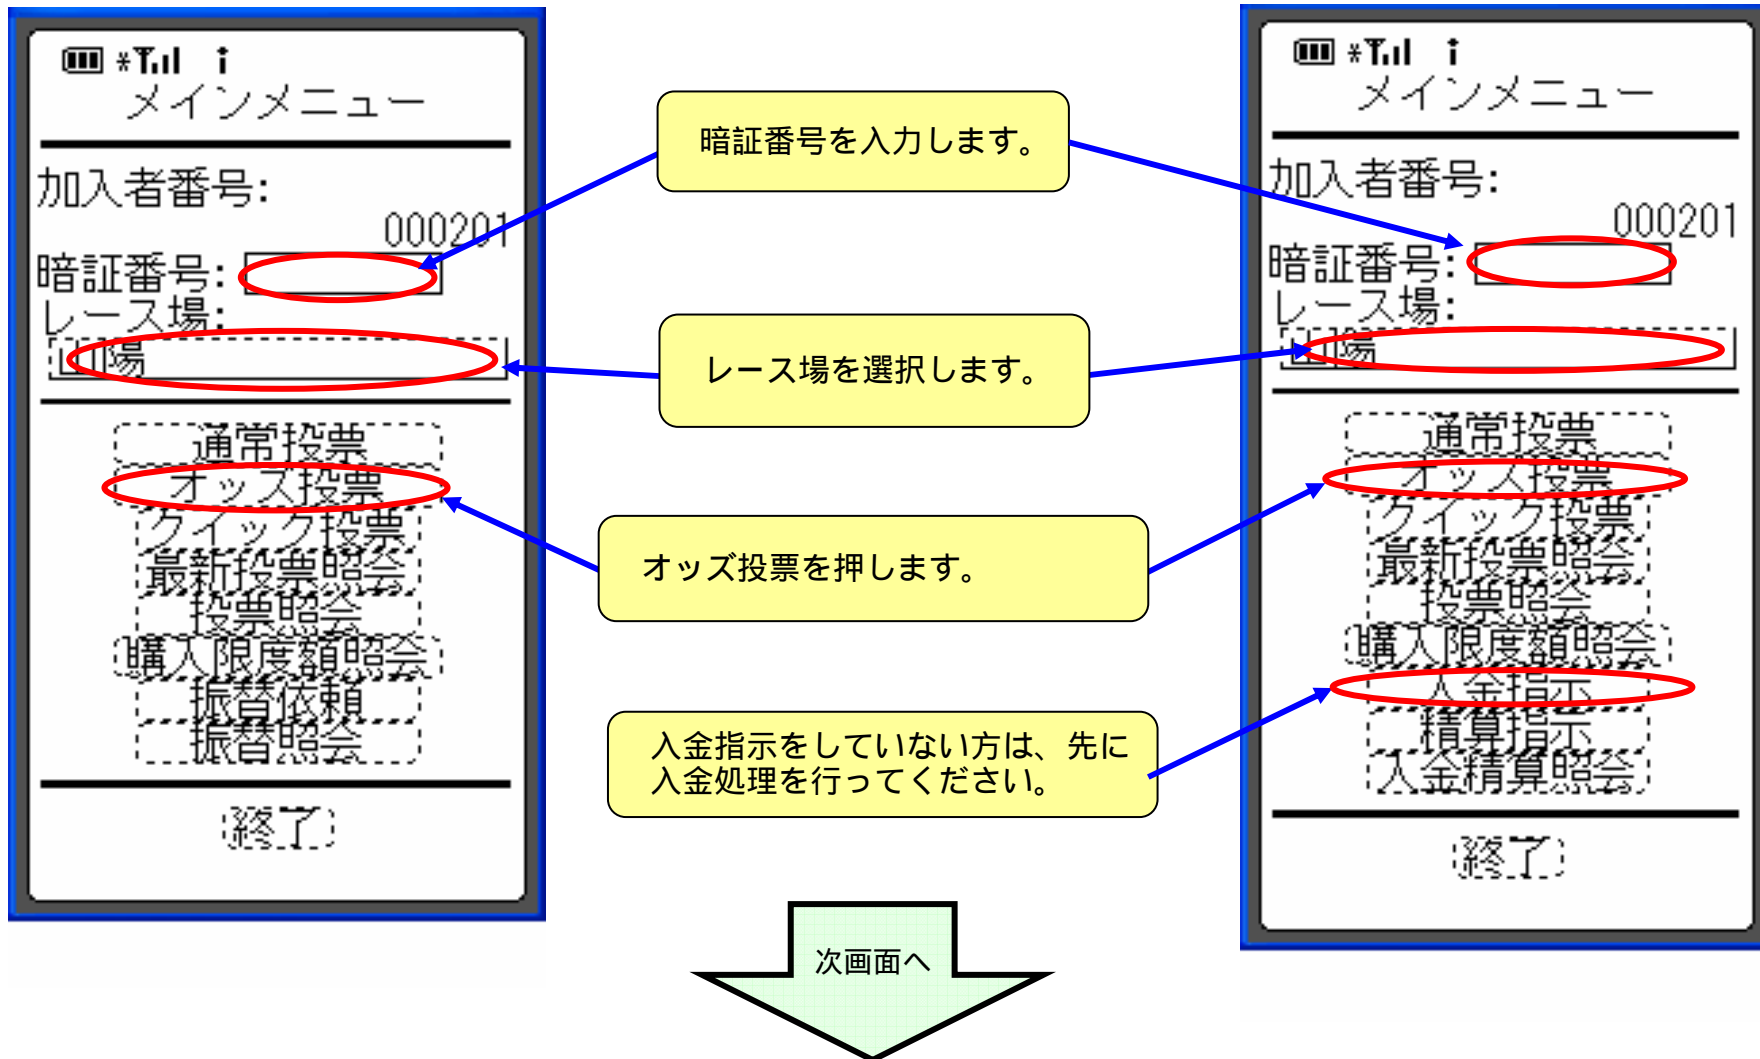 メインメニュー
加入者番号:
000201
暗証番号:
レース場:
山陽
通常投票
オッズ投票
クイック投票
最新投票照会
投票照会
購入限度額照会
振替依頼
振替照会
終了
暗証番号を入力します。
レース場を選択します。
オッズ投票を押します。
入金指示をしていない方は、先に
入金処理を行ってください。
次画面へ
メインメニュー
加入者番号:
000201
暗証番号:
レース場:
山陽
通常投票
オッズ投票
クイック投票
最新投票照会
投票照会
購入限度額照会
入金指示
精算指示
入金精算照会
終了